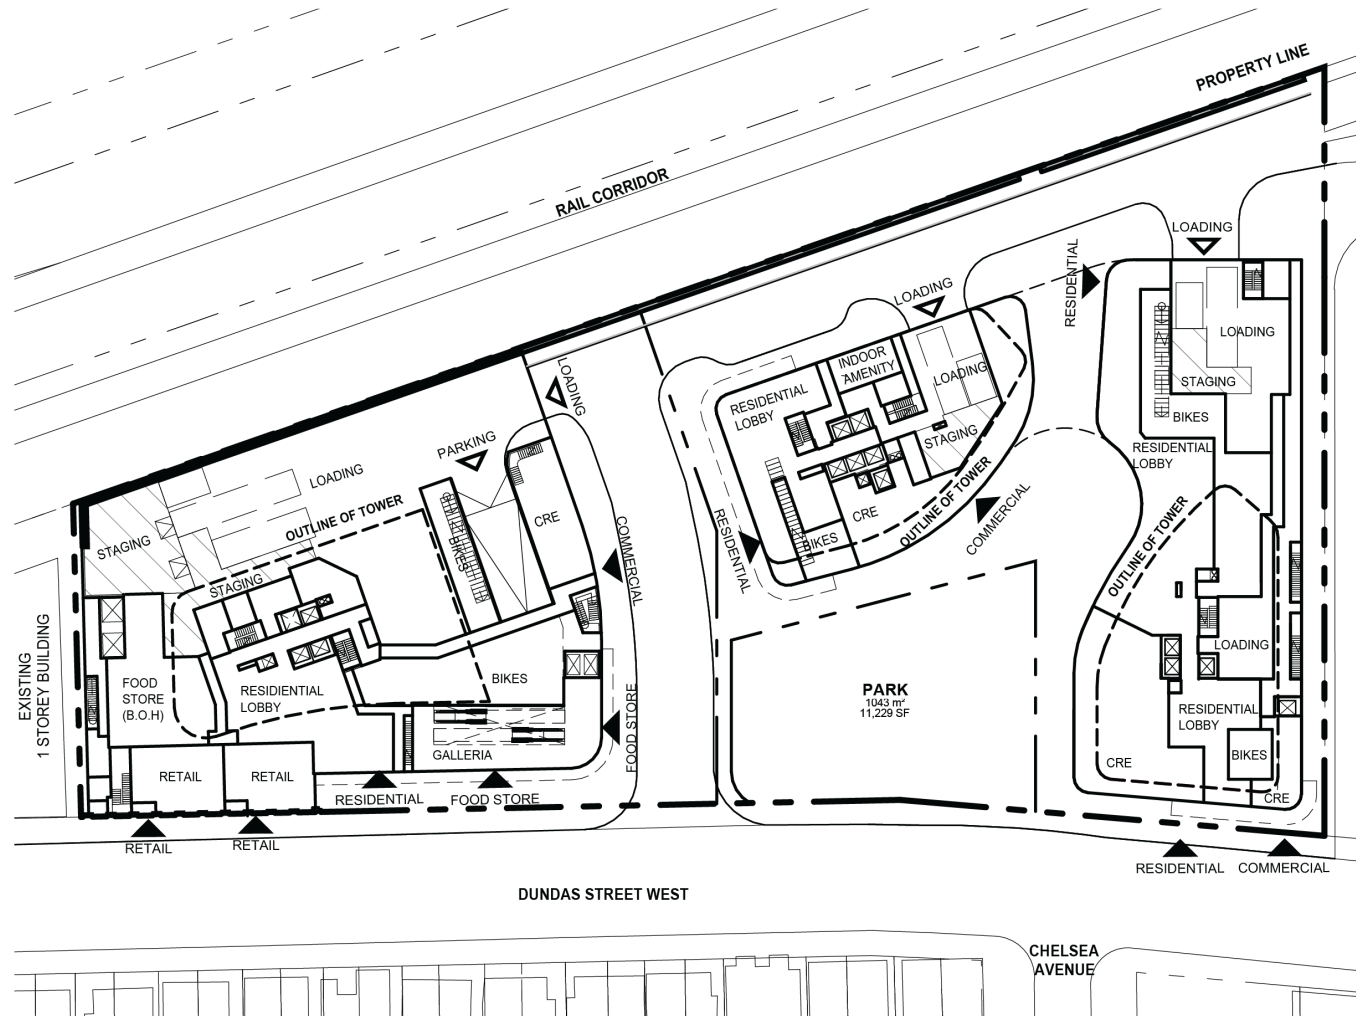 PROPERTY LINE
RAIL CORRIDOR
LOADING
RESIDENTIAL
LOADING
LOADING
STAGING
BIKES
RESIDENTIAL
LOBBY
OUTLINE OF TOWER
LOADING
RESIDENTIAL
LOBBY
BIKES
CRE
CRE
RESIDENTIAL
COMMERCIAL
INDOOR
AMENITY
LOADING
RESIDENTIAL
LOBBY
STAGING
CRE
BIKES
OUTLINE OF TOWER
COMMERCIAL
RESIDENTIAL
PARK
1043 m²
11,229 SF
LOADING
PARKING
LOADING
OUTLINE OF TOWER
CRE
BIKES
COMMERCIAL
STAGING
STAGING
EXISTING
1 STOREY BUILDING
FOOD
STORE
(B.O.H)
RESIDENTIAL
LOBBY
BIKES
GALLERIA
FOOD STORE
RETAIL
RETAIL
RESIDENTIAL
FOOD STORE
RETAIL
RETAIL
DUNDAS STREET WEST
CHELSEA
AVENUE